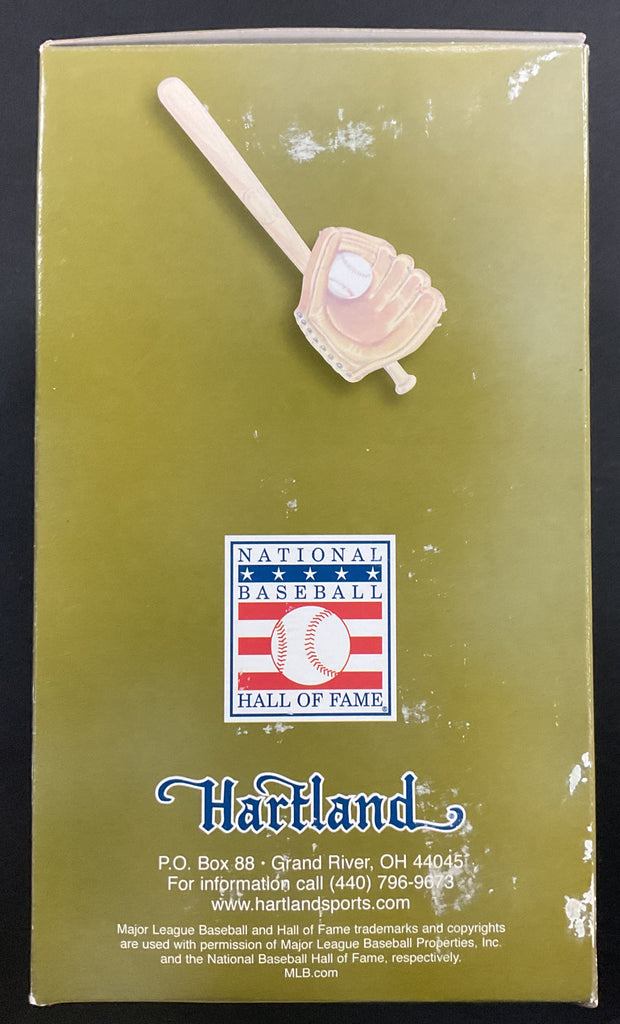 NATIONAL
BASEBALL
HALL OF FAME®
Hartland
P.O. Box 88 · Grand River, OH 44045
For information call (440) 796-9673
www.hartlandsports.com
Major League Baseball and Hall of Fame trademarks and copyrights
are used with permission of Major League Baseball Properties, Inc.
and the National Baseball Hall of Fame, respectively.
MLB.com